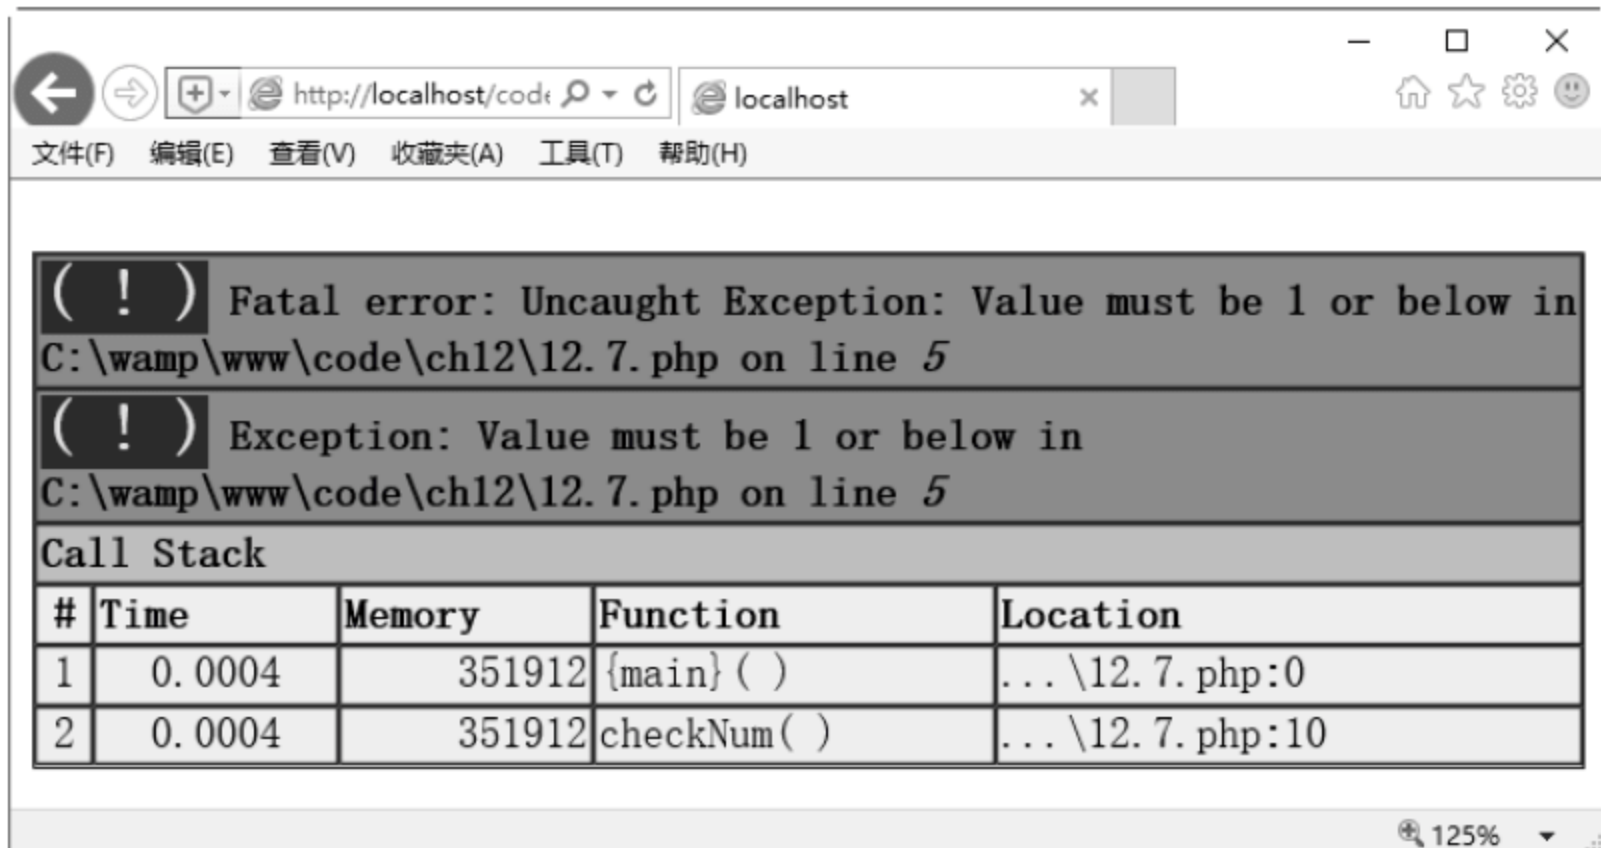 http://localhost/code
localhost
文件(F) 编辑(E) 查看(V) 收藏夹(A) 工具(T) 帮助(H)
( ! ) Fatal error: Uncaught Exception: Value must be 1 or below in
C:\wamp\www\code\ch12\12.7.php on line 5
( ! ) Exception: Value must be 1 or below in
C:\wamp\www\code\ch12\12.7.php on line 5
Call Stack
# Time Memory Function Location
1 0.0004 351912 {main}( ) ...\12.7.php:0
2 0.0004 351912 checkNum( ) ...\12.7.php:10
125%